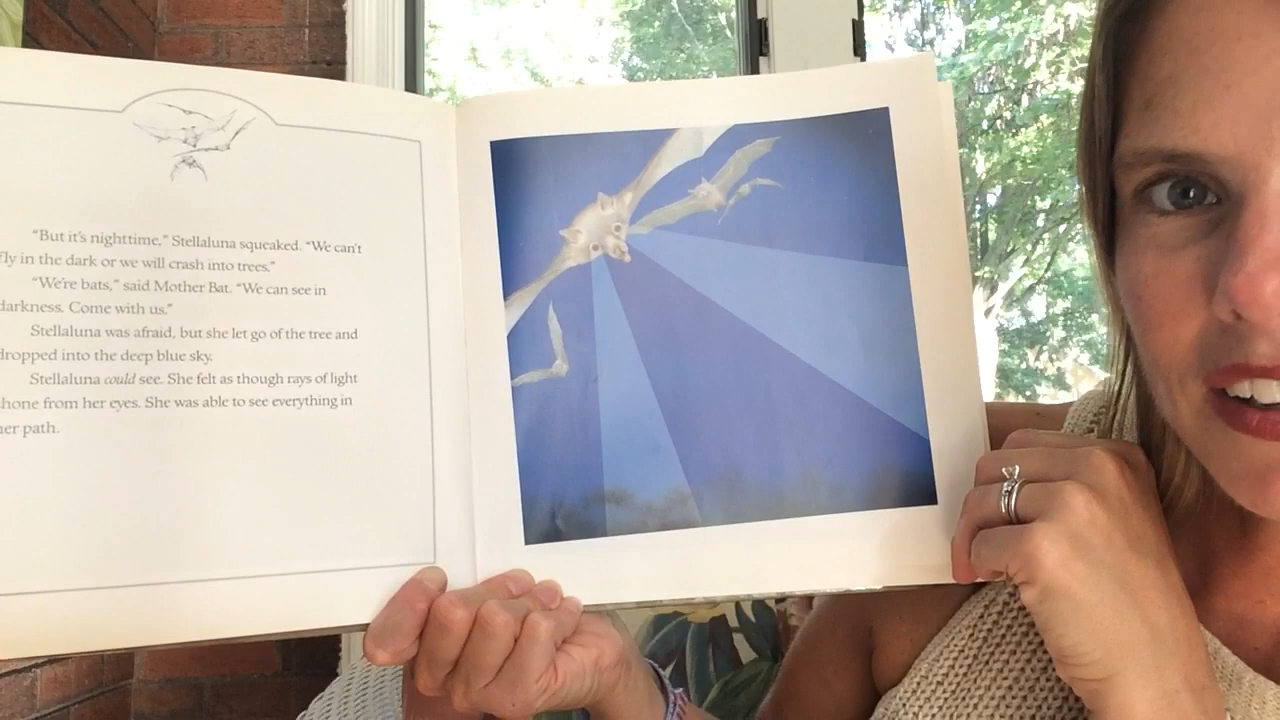 "But it's nighttime," Stellaluna squeaked. "We can't
fly in the dark or we will crash into trees."
"We're bats," said Mother Bat. "We can see in
darkness. Come with us."
Stellaluna was afraid, but she let go of the tree and
dropped into the deep blue sky.
Stellaluna could see. She felt as though rays of light
shone from her eyes. She was able to see everything in
her path.